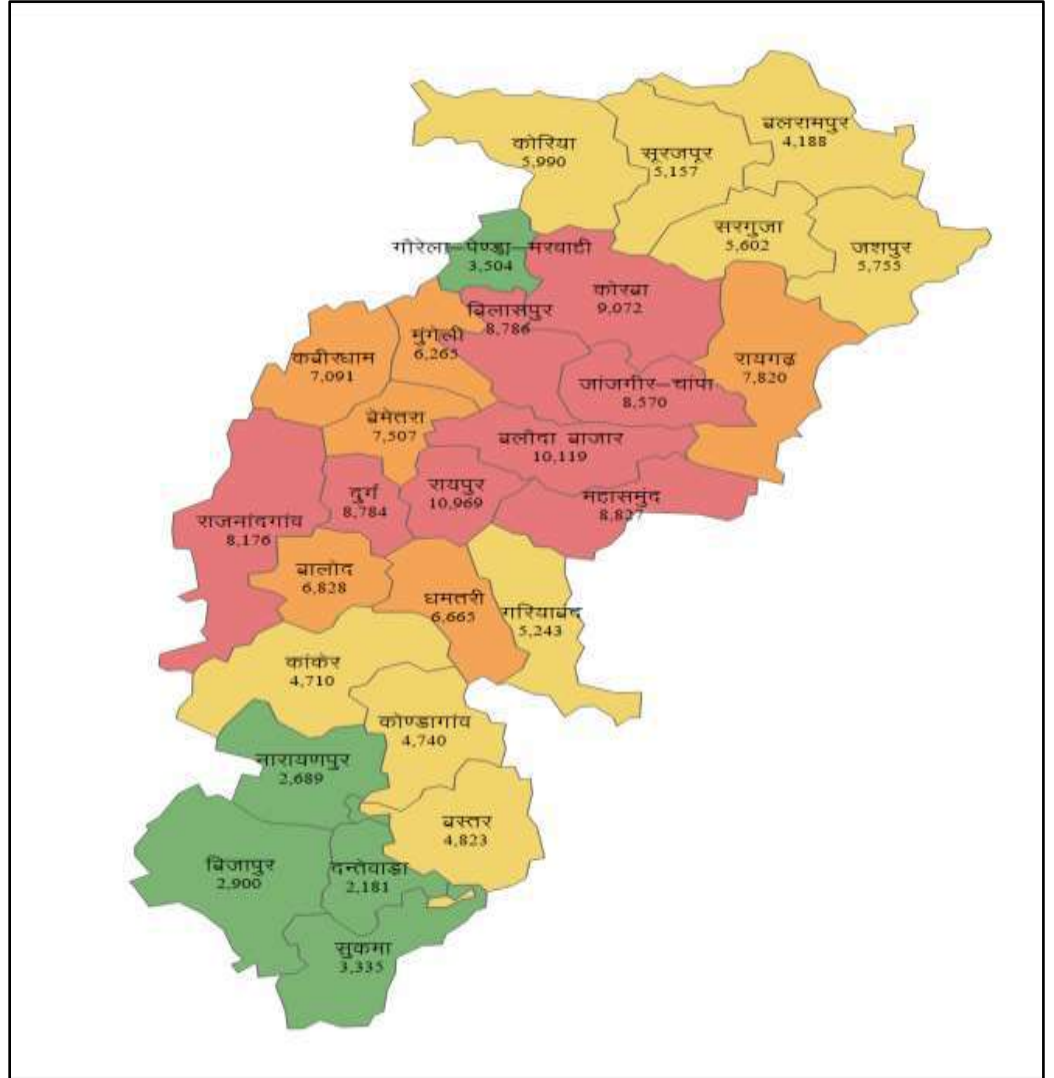 कोरिया
5,990
सूरजपूर
5,157
बलरामपुर
4,188
सरगुजा
5,602
जशपुर
5,755
गौरेला–पेण्ड्रा–मरवाही
3,504
कोरबा
9,072
बिलासपुर
8,786
मुंगेली
6,265
कबीरधाम
7,091
रायगढ़
7,820
जांजगीर–चांपा
8,570
बेमेतरा
7,507
बलौदा बाजार
10,119
रायपुर
10,969
दुर्ग
8,784
महासमुंद
8,827
राजनांदगांव
8,176
बालोद
6,828
धमतरी
6,665
गरियाबंद
5,243
कांकेर
4,710
कोण्डागांव
4,740
नारायणपुर
2,689
बस्तर
4,823
बिजापुर
2,900
दन्तेवाड़ा
2,181
सुकमा
3,335